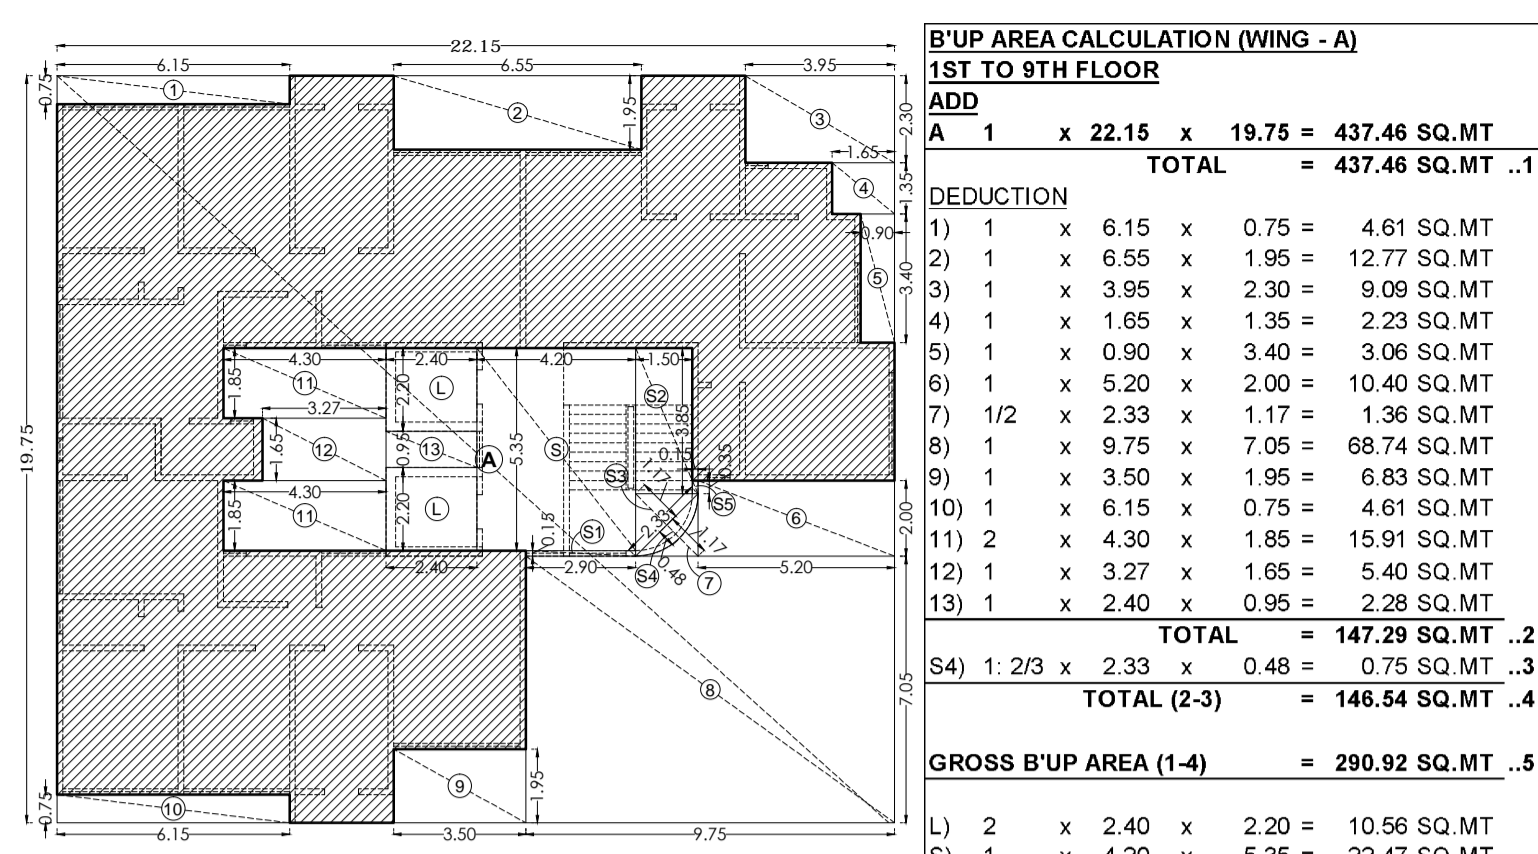 22.15
6.15
6.55
3.95
0.75
1
2
1.95
3
2.30
1.65
4
1.35
0.90
5
3.40
4.30
2.40
4.20
1.50
1.85
11
2.20
L
S2
3.85
3.27
19.75
1.65
12
0.95
13
A
5.35
S
0.15
0.35
S3
1.17
S5
4.30
1.85
11
2.20
L
0.15
S1
2.33
1.17
6
2.00
2.40
2.90
S4
0.48
7
5.20
8
7.05
9
1.95
0.75
10
6.15
3.50
9.75
B'UP AREA CALCULATION (WING - A)
1ST TO 9TH FLOOR
ADD
A 1 x 22.15 x 19.75 = 437.46 SQ.MT
TOTAL = 437.46 SQ.MT ..1
DEDUCTION
1) 1 x 6.15 x 0.75 = 4.61 SQ.MT
2) 1 x 6.55 x 1.95 = 12.77 SQ.MT
3) 1 x 3.95 x 2.30 = 9.09 SQ.MT
4) 1 x 1.65 x 1.35 = 2.23 SQ.MT
5) 1 x 0.90 x 3.40 = 3.06 SQ.MT
6) 1 x 5.20 x 2.00 = 10.40 SQ.MT
7) 1/2 x 2.33 x 1.17 = 1.36 SQ.MT
8) 1 x 9.75 x 7.05 = 68.74 SQ.MT
9) 1 x 3.50 x 1.95 = 6.83 SQ.MT
10) 1 x 6.15 x 0.75 = 4.61 SQ.MT
11) 2 x 4.30 x 1.85 = 15.91 SQ.MT
12) 1 x 3.27 x 1.65 = 5.40 SQ.MT
13) 1 x 2.40 x 0.95 = 2.28 SQ.MT
TOTAL = 147.29 SQ.MT ..2
S4) 1: 2/3 x 2.33 x 0.48 = 0.75 SQ.MT ..3
TOTAL (2-3) = 146.54 SQ.MT ..4
GROSS B'UP AREA (1-4) = 290.92 SQ.MT ..5
L) 2 x 2.40 x 2.20 = 10.56 SQ.MT
S) 1 x 4.20 x 5.35 = 22.47 SQ.MT